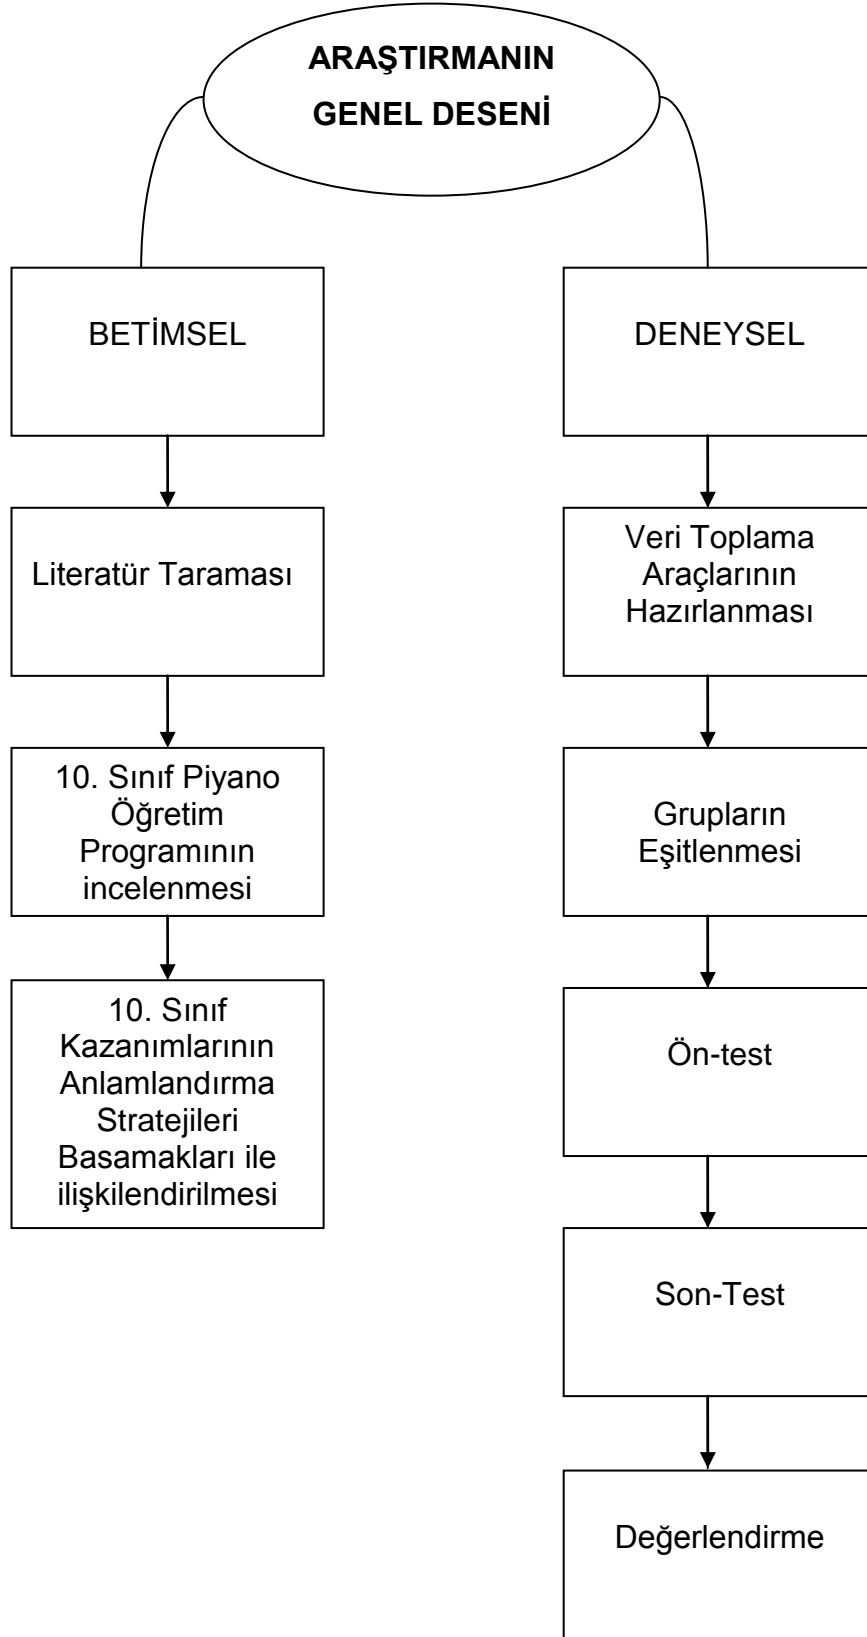 ARAŞTIRMANIN
GENEL DESENİ
BETİMSEL
Literatür Taraması
10. Sınıf Piyano
Öğretim
Programının
incelenmesi
10. Sınıf
Kazanımlarının
Anlamlandırma
Stratejileri
Basamakları ile
ilişkilendirilmesi
DENEYSEL
Veri Toplama
Araçlarının
Hazırlanması
Grupların
Eşitlenmesi
Ön-test
Son-Test
Değerlendirme